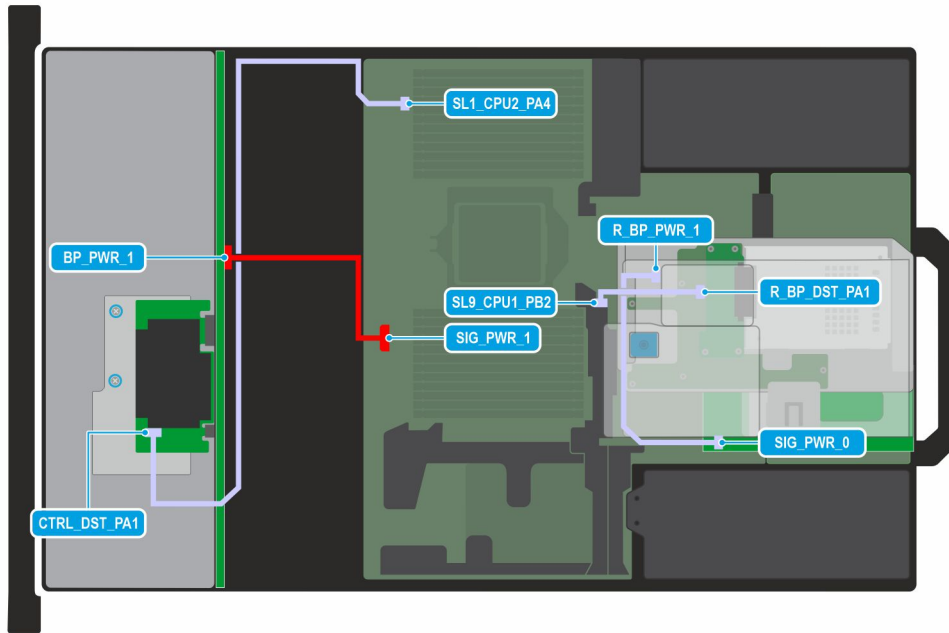 SL1_CPU2_PA4
R_BP_PWR_1
BP_PWR_1
R_BP_DST_PA1
SL9_CPU1_PB2
SIG_PWR_1
SIG_PWR_0
CTRL_DST_PA1